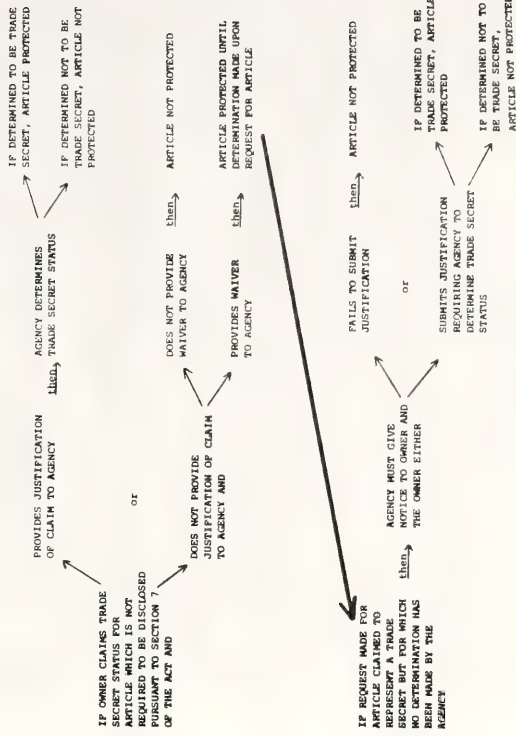 IF OWNER CLAIMS TRADE
SECRET STATUS FOR
ARTICLE WHICH IS NOT
REQUIRED TO BE DISCLOSED
PURSUANT TO SECTION 7
OF THE ACT AND
PROVIDES JUSTIFICATION
OF CLAIM TO AGENCY
then
AGENCY DETERMINES
TRADE SECRET STATUS
IF DETERMINED TO BE TRADE
SECRET, ARTICLE PROTECTED
IF DETERMINED NOT TO BE
TRADE SECRET, ARTICLE NOT
PROTECTED
or
DOES NOT PROVIDE
JUSTIFICATION OF CLAIM
TO AGENCY AND
DOES NOT PROVIDE
WAIVER TO AGENCY
then
ARTICLE NOT PROTECTED
PROVIDES WAIVER
TO AGENCY
then
ARTICLE PROTECTED UNTIL
DETERMINATION MADE UPON
REQUEST FOR ARTICLE
IF REQUEST MADE FOR
ARTICLE CLAIMED TO
REPRESENT A TRADE
SECRET BUT FOR WHICH
NO DETERMINATION HAS
BEEN MADE BY THE
AGENCY
then
AGENCY MUST GIVE
NOTICE TO OWNER AND
THE OWNER EITHER
FAILS TO SUBMIT
JUSTIFICATION
then
ARTICLE NOT PROTECTED
or
SUBMITS JUSTIFICATION
REQUIRING AGENCY TO
DETERMINE TRADE SECRET
STATUS
IF DETERMINED TO BE
TRADE SECRET, ARTICLE
PROTECTED
IF DETERMINED NOT TO
BE TRADE SECRET,
ARTICLE NOT PROTECTED